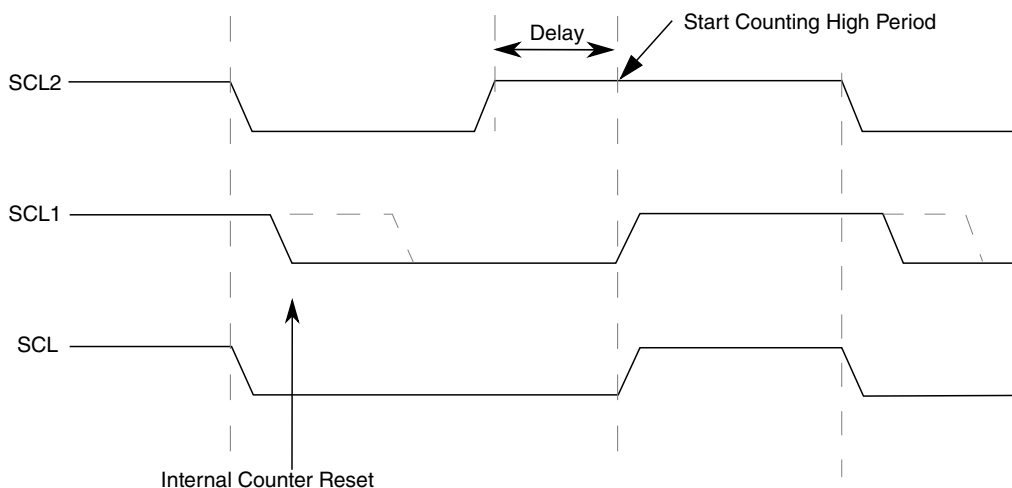 Start Counting High Period
Delay
SCL2
SCL1
SCL
Internal Counter Reset